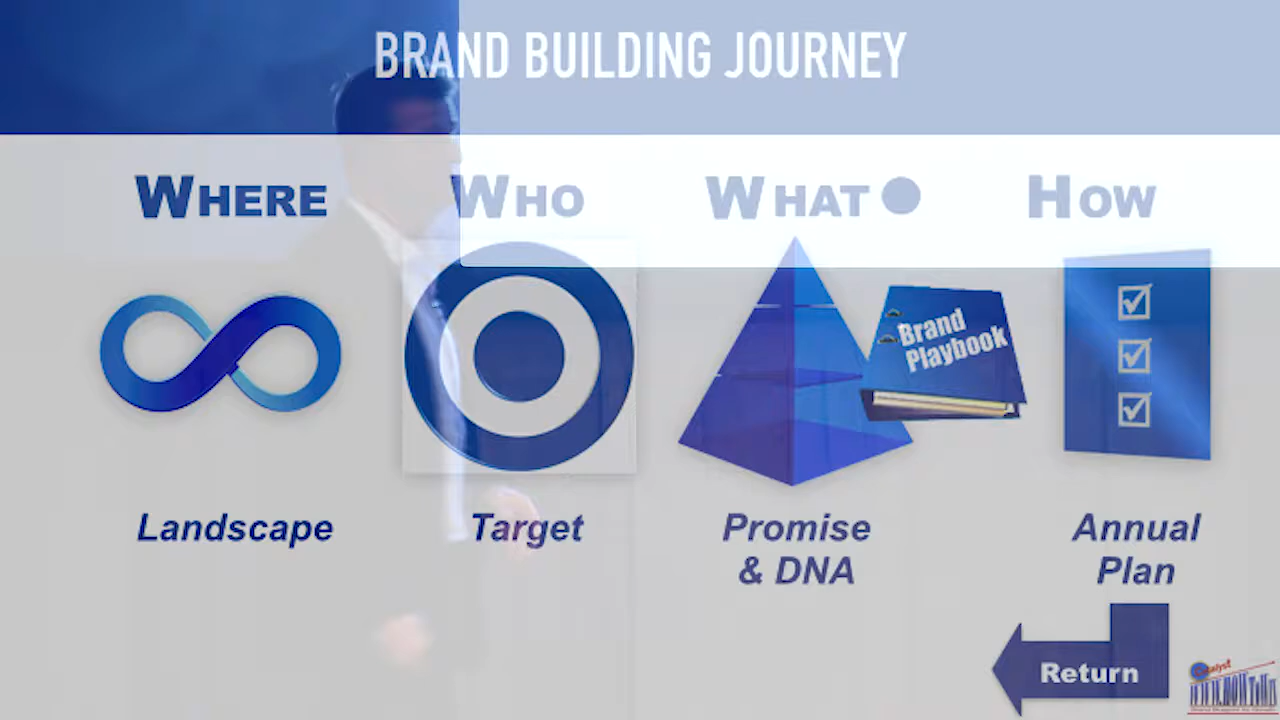 BRAND BUILDING JOURNEY
WHERE
WHO
WHAT
HOW
Brand
Playbook
Landscape
Target
Promise
& DNA
Annual
Plan
Return